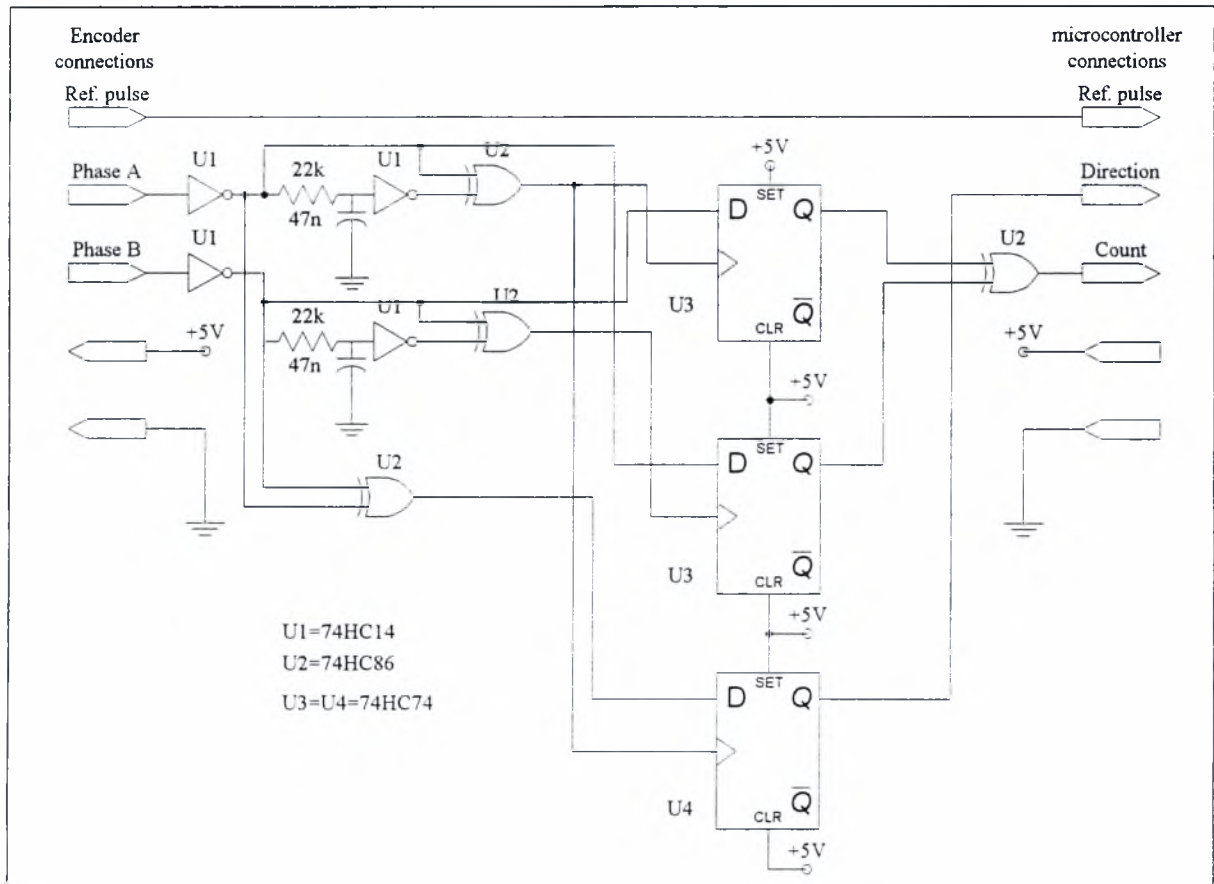 Encoder
connections
microcontroller
connections
Ref. pulse
Ref. pulse
Phase A
U1
22k
47n
U1
U2
+5V
Direction
SET
D
Q
U3
Q̅
CLR
Phase B
U1
22k
47n
U1
U2
U2
Count
+5V
+5V
+5V
SET
D
Q
U3
Q̅
CLR
U2
+5V
U1=74HC14
U2=74HC86
U3=U4=74HC74
SET
D
Q
U4
Q̅
CLR
+5V